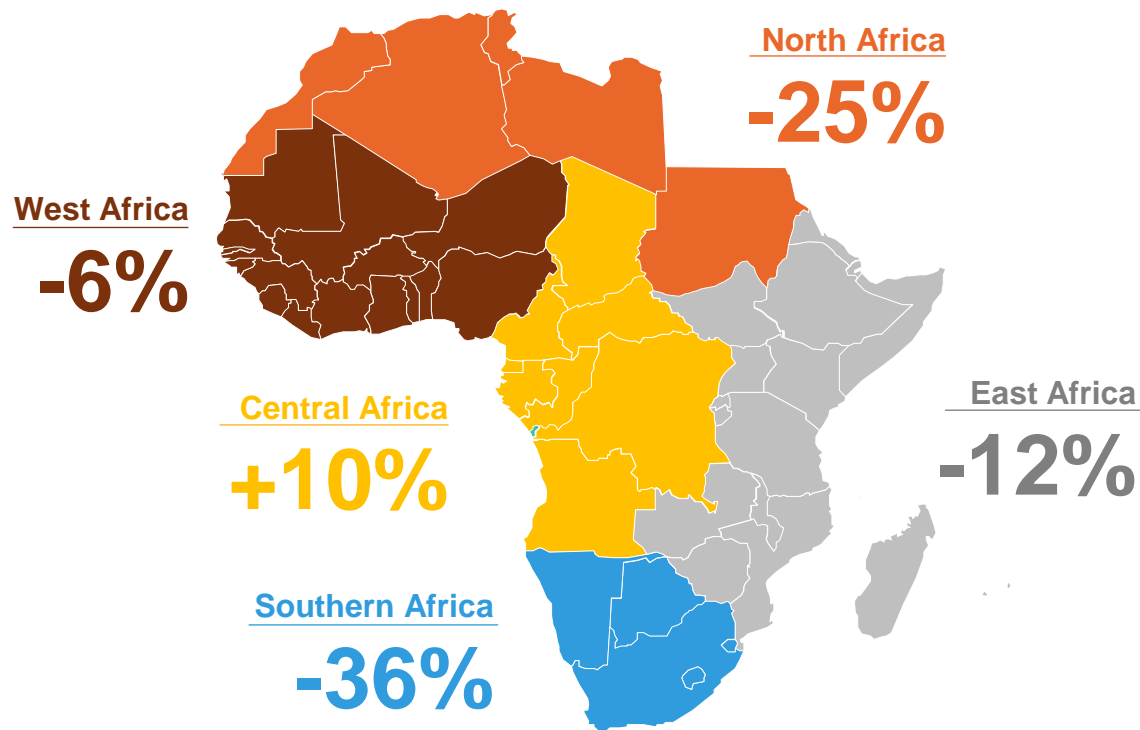 North Africa
-25%
West Africa
-6%
Central Africa
+10%
East Africa
-12%
Southern Africa
-36%